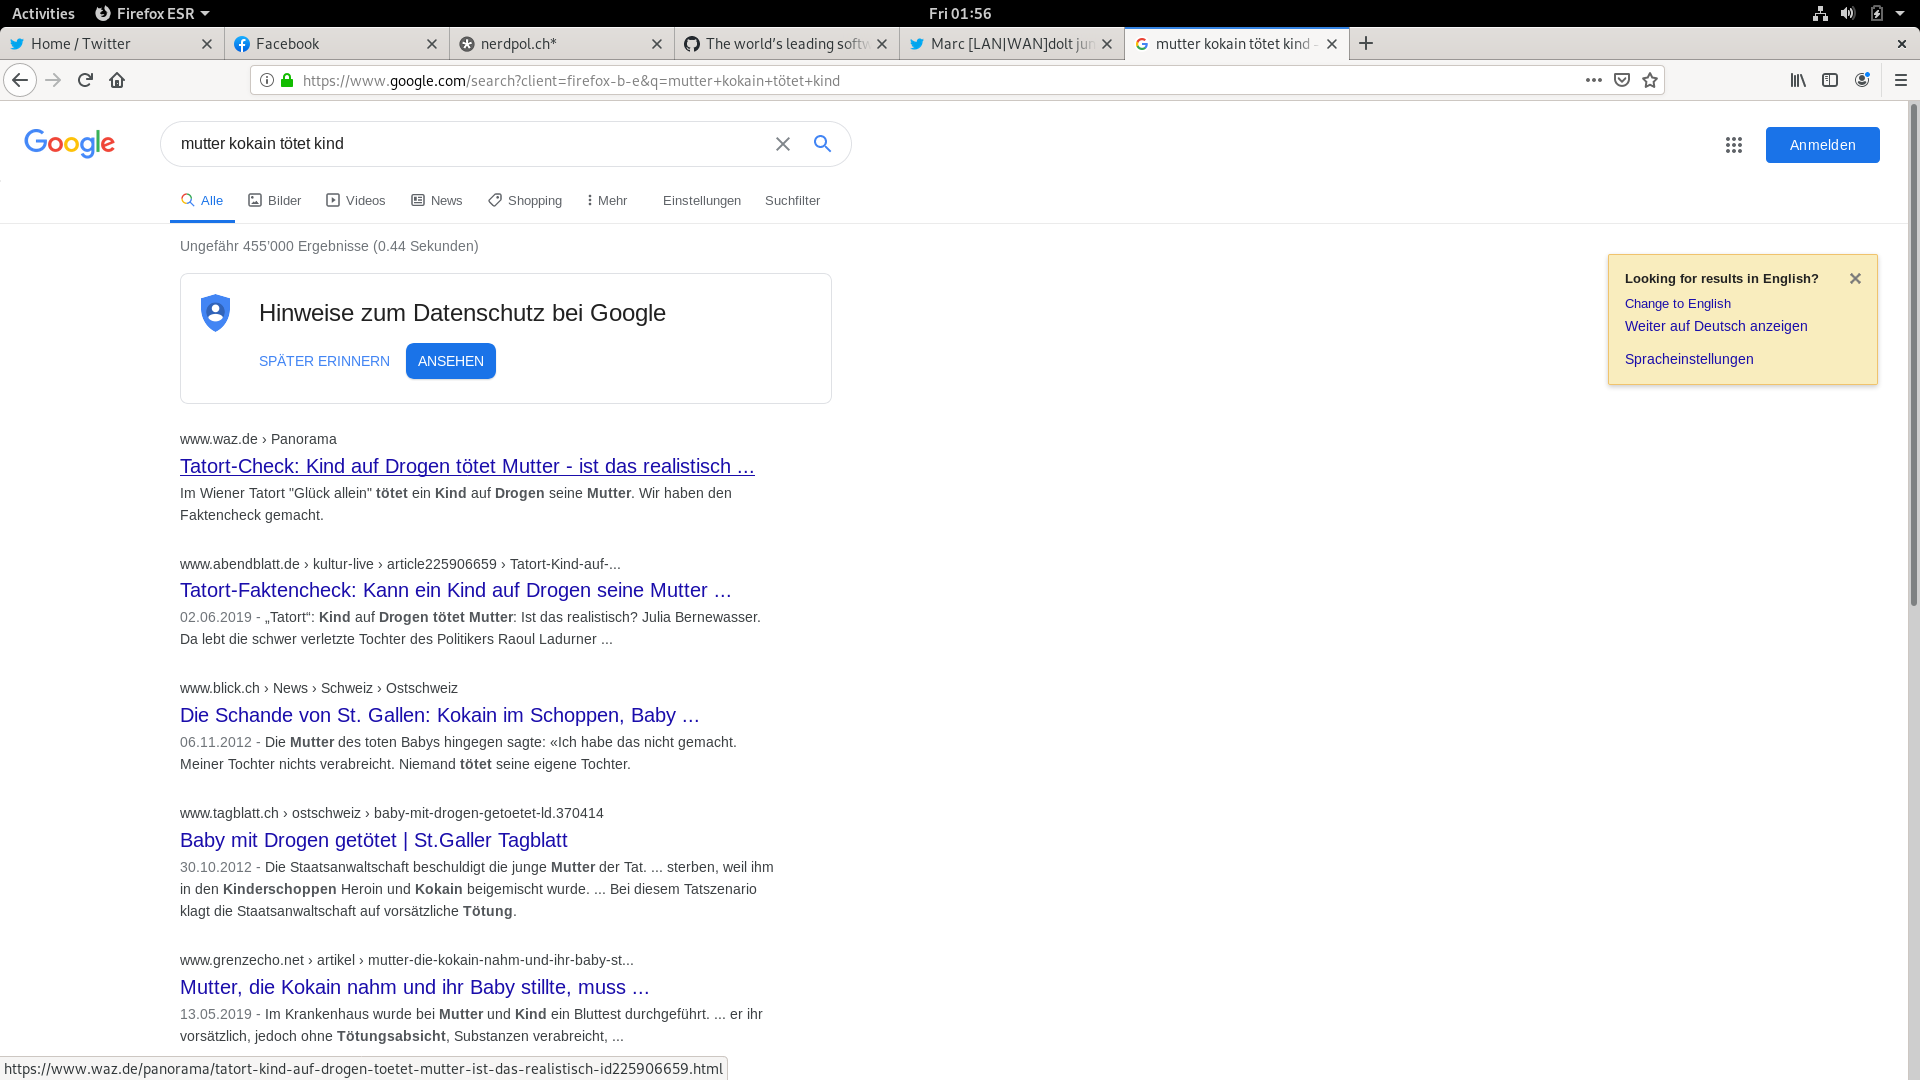 Activities
Firefox ESR
Fri 01:56
Home / Twitter
Facebook
nerdpol.ch*
The world's leading softw
Marc [LAN|WAN]dolt jun
mutter kokain tötet kind -
https://www.google.com/search?client=firefox-b-e&q=mutter+kokain+tötet+kind
Google
mutter kokain tötet kind
Anmelden
Alle
Bilder
Videos
News
Shopping
Mehr
Einstellungen
Suchfilter
Ungefähr 455'000 Ergebnisse (0.44 Sekunden)
Hinweise zum Datenschutz bei Google
SPÄTER ERINNERN
ANSEHEN
Looking for results in English?
Change to English
Weiter auf Deutsch anzeigen
Spracheinstellungen
www.waz.de › Panorama
Tatort-Check: Kind auf Drogen tötet Mutter - ist das realistisch ...
Im Wiener Tatort "Glück allein" tötet ein Kind auf Drogen seine Mutter. Wir haben den
Faktencheck gemacht.
www.abendblatt.de › kultur-live › article225906659 › Tatort-Kind-auf-...
Tatort-Faktencheck: Kann ein Kind auf Drogen seine Mutter ...
02.06.2019 - „Tatort“: Kind auf Drogen tötet Mutter: Ist das realistisch? Julia Bernewasser.
Da lebt die schwer verletzte Tochter des Politikers Raoul Ladurner ...
www.blick.ch › News › Schweiz › Ostschweiz
Die Schande von St. Gallen: Kokain im Schoppen, Baby ...
06.11.2012 - Die Mutter des toten Babys hingegen sagte: «Ich habe das nicht gemacht.
Meiner Tochter nichts verabreicht. Niemand tötet seine eigene Tochter.
www.tagblatt.ch › ostschweiz › baby-mit-drogen-getoetet-ld.370414
Baby mit Drogen getötet | St.Galler Tagblatt
30.10.2012 - Die Staatsanwaltschaft beschuldigt die junge Mutter der Tat. ... sterben, weil ihm
in den Kinderschoppen Heroin und Kokain beigemischt wurde. ... Bei diesem Tatszenario
klagt die Staatsanwaltschaft auf vorsätzliche Tötung.
www.grenzecho.net › artikel › mutter-die-kokain-nahm-und-ihr-baby-st...
Mutter, die Kokain nahm und ihr Baby stillte, muss ...
13.05.2019 - Im Krankenhaus wurde bei Mutter und Kind ein Bluttest durchgeführt. ... er ihr
vorsätzlich, jedoch ohne Tötungsabsicht, Substanzen verabreicht, ...
https://www.waz.de/panorama/tatort-kind-auf-drogen-toetet-mutter-ist-das-realistisch-id225906659.html